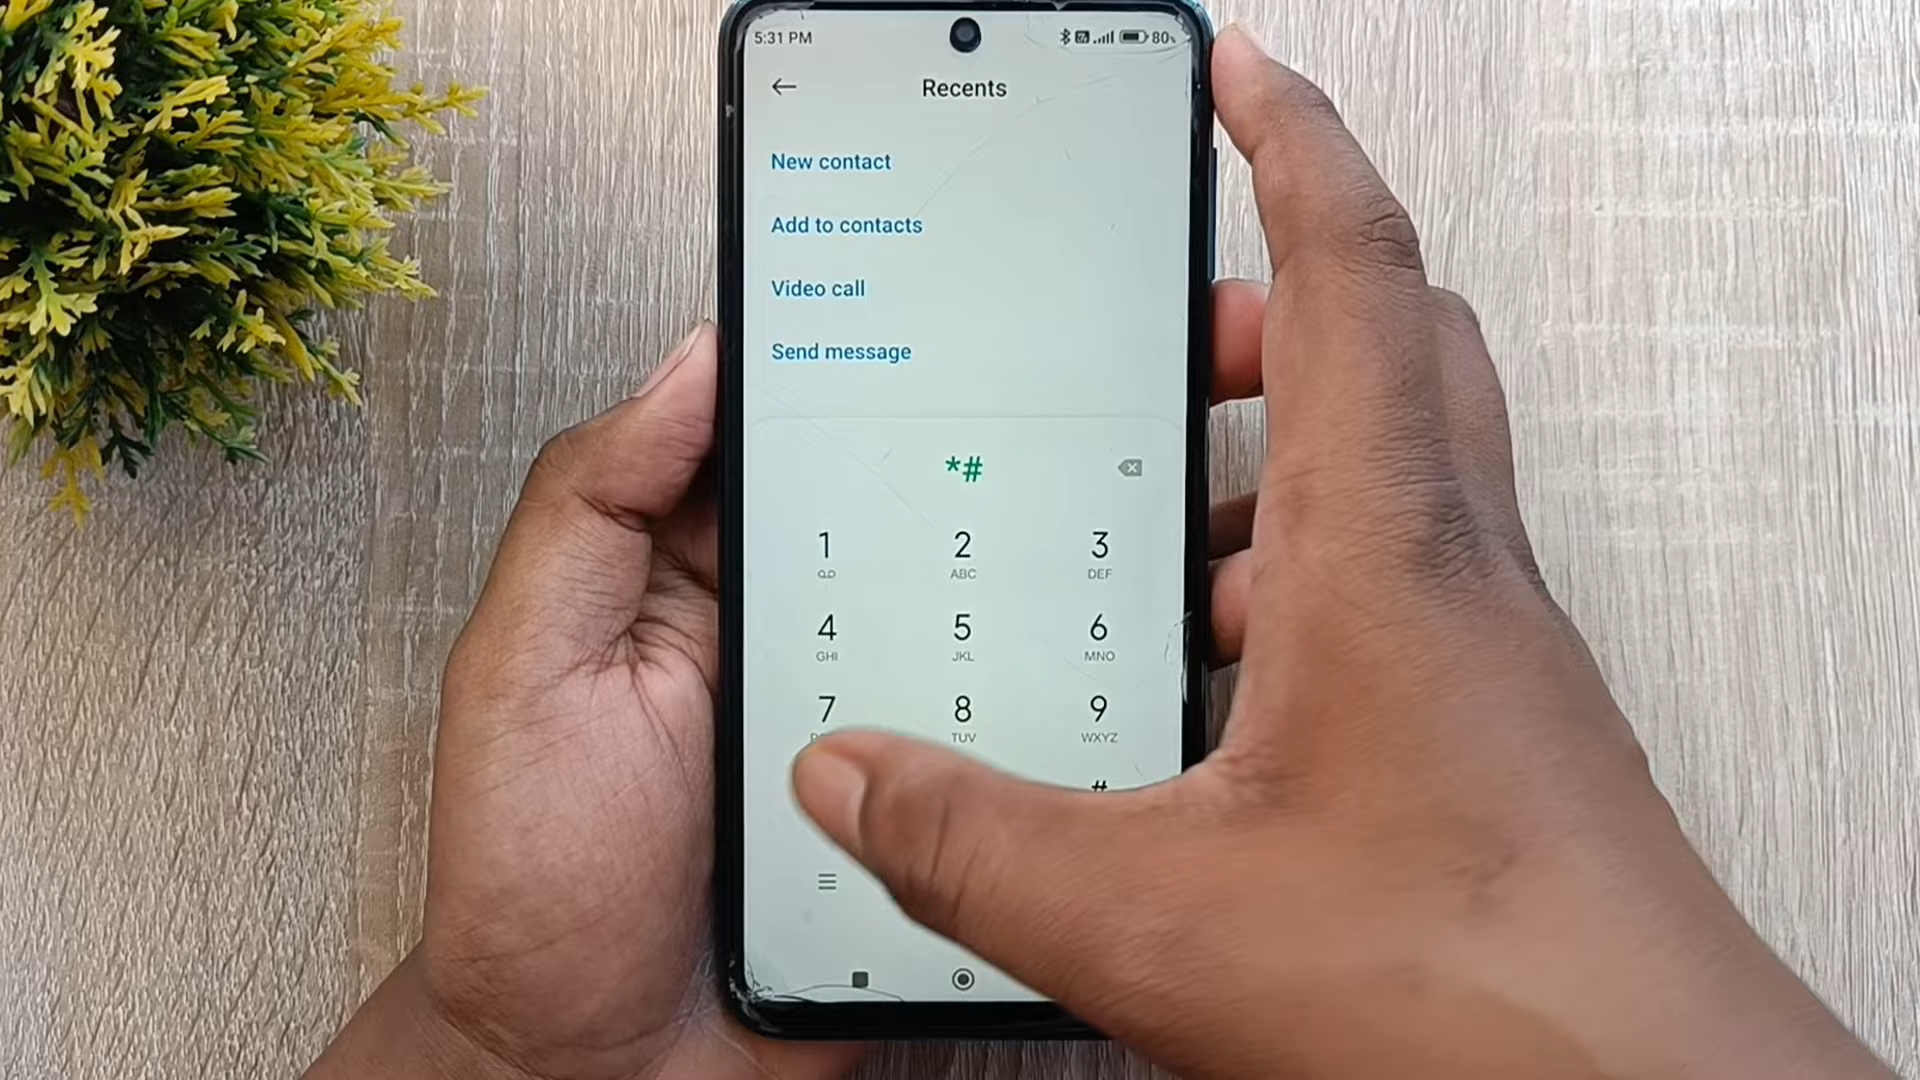 5:31 PM
80
Recents
New contact
Add to contacts
Video call
Send message
*#
1 2 3
ABC DEF
4 5 6
GHI JKL MNO
7 8 9
TUV WXYZ
#